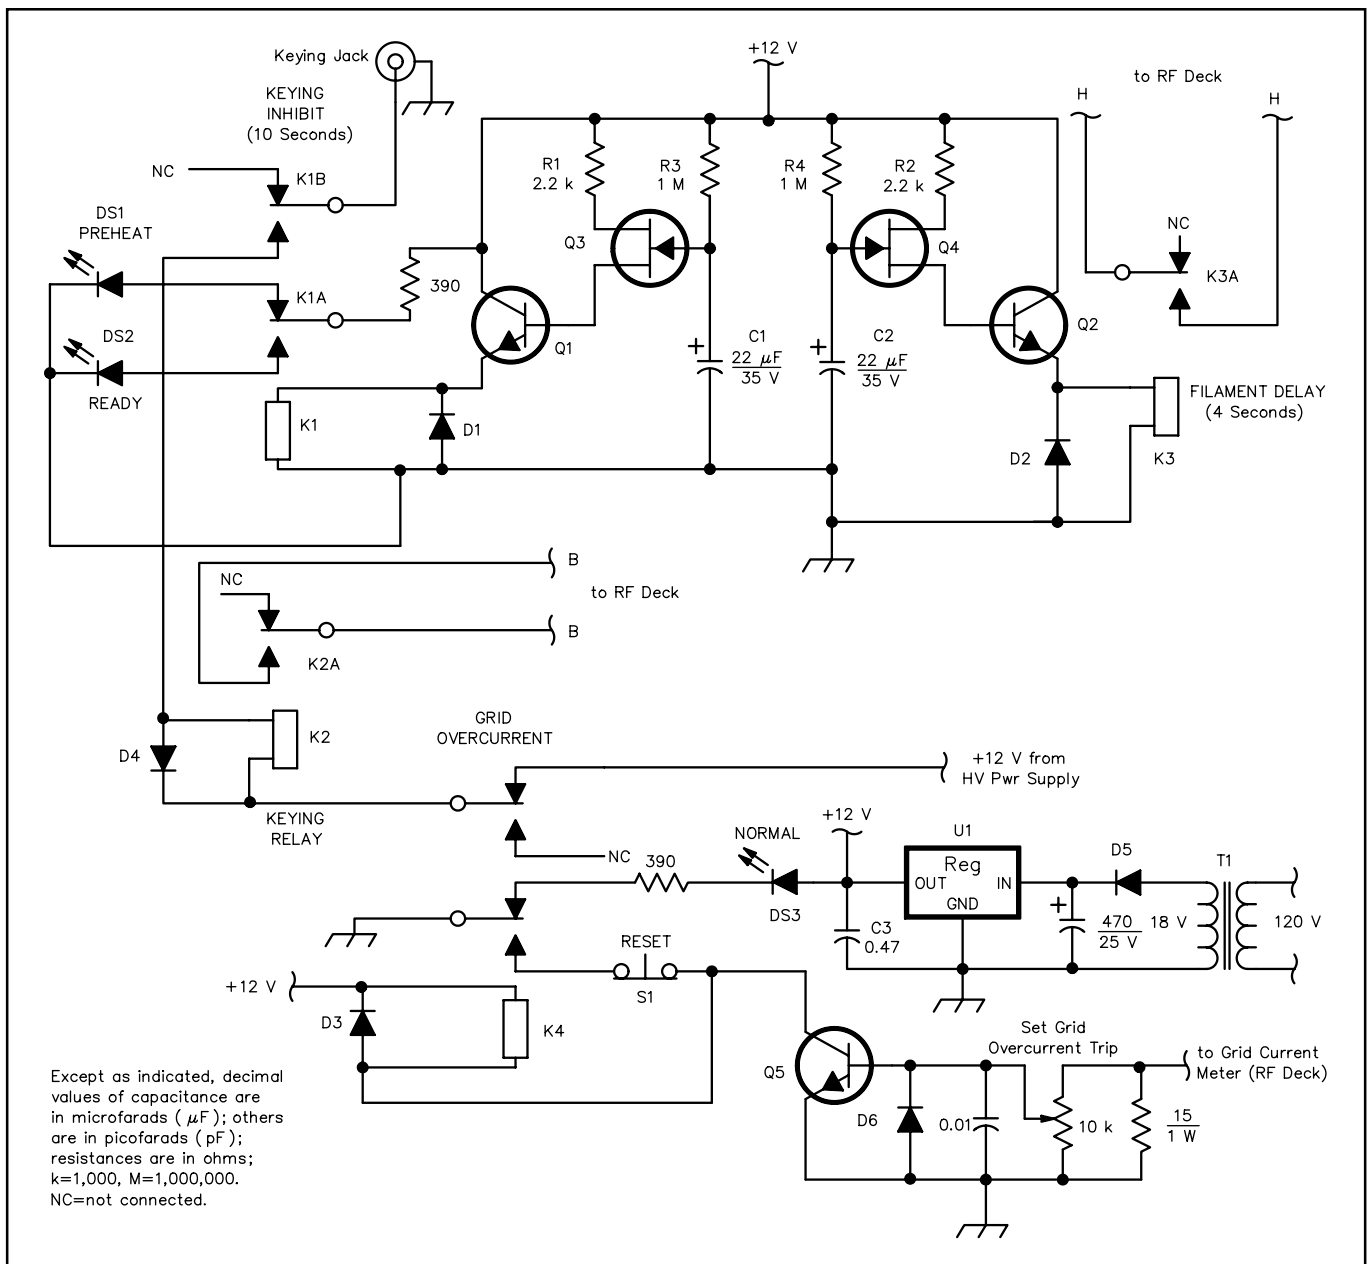 Keying Jack
+12 V
to RF Deck
H
H
KEYING
INHIBIT
(10 Seconds)
NC
K1B
R1
2.2 k
R3
1 M
R4
1 M
R2
2.2 k
DS1
PREHEAT
Q3
Q4
NC
K3A
390
K1A
DS2
Q1
Q2
C1
22 µF
35 V
C2
22 µF
35 V
READY
K1
D1
FILAMENT DELAY
(4 Seconds)
D2
K3
B
NC
to RF Deck
B
K2A
GRID
OVERCURRENT
K2
D4
+12 V from
HV Pwr Supply
KEYING
RELAY
+12 V
NORMAL
U1
NC
390
Reg
D5
T1
OUT
IN
GND
DS3
C3
0.47
470
25 V
18 V
120 V
RESET
S1
+12 V
D3
K4
Set Grid
Overcurrent Trip
to Grid Current
Meter (RF Deck)
Q5
D6
0.01
10 k
15
1 W
Except as indicated, decimal
values of capacitance are
in microfarads ( µF); others
are in picofarads ( pF);
resistances are in ohms;
k=1,000, M=1,000,000.
NC=not connected.